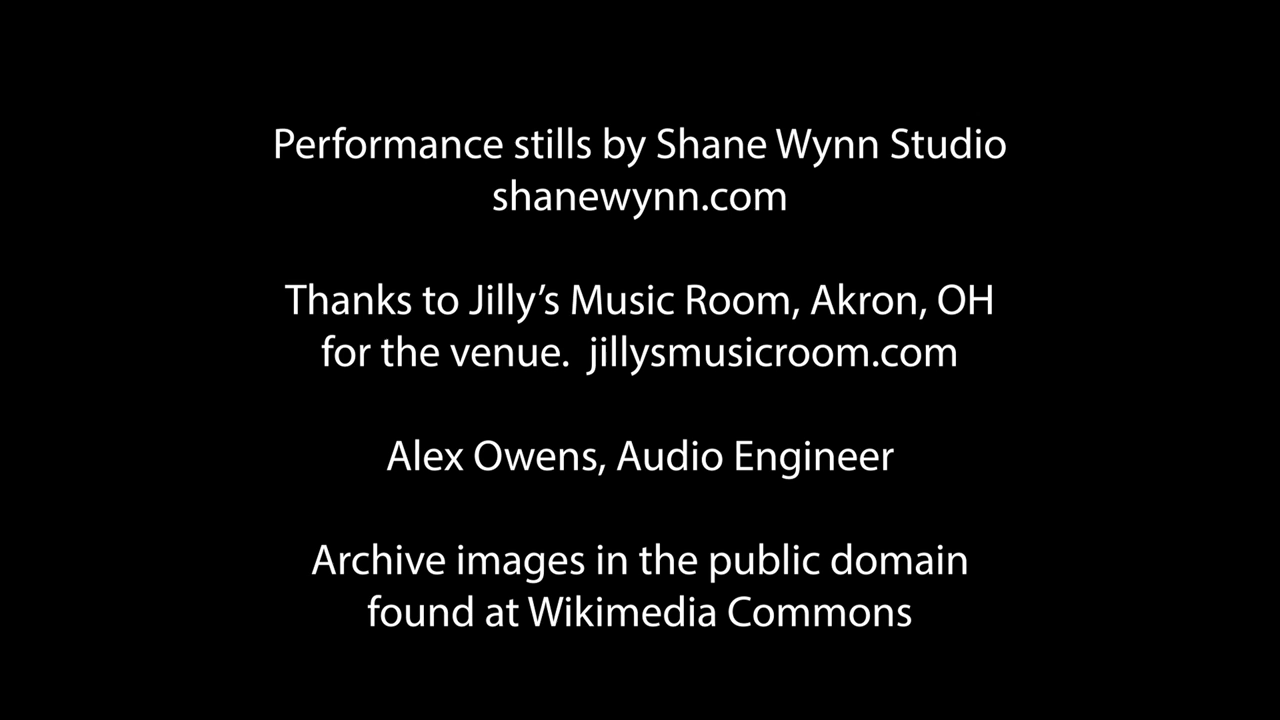 Performance stills by Shane Wynn Studio
shanewynn.com
Thanks to Jilly’s Music Room, Akron, OH
for the venue.  jillysmusicroom.com
Alex Owens, Audio Engineer
Archive images in the public domain
found at Wikimedia Commons